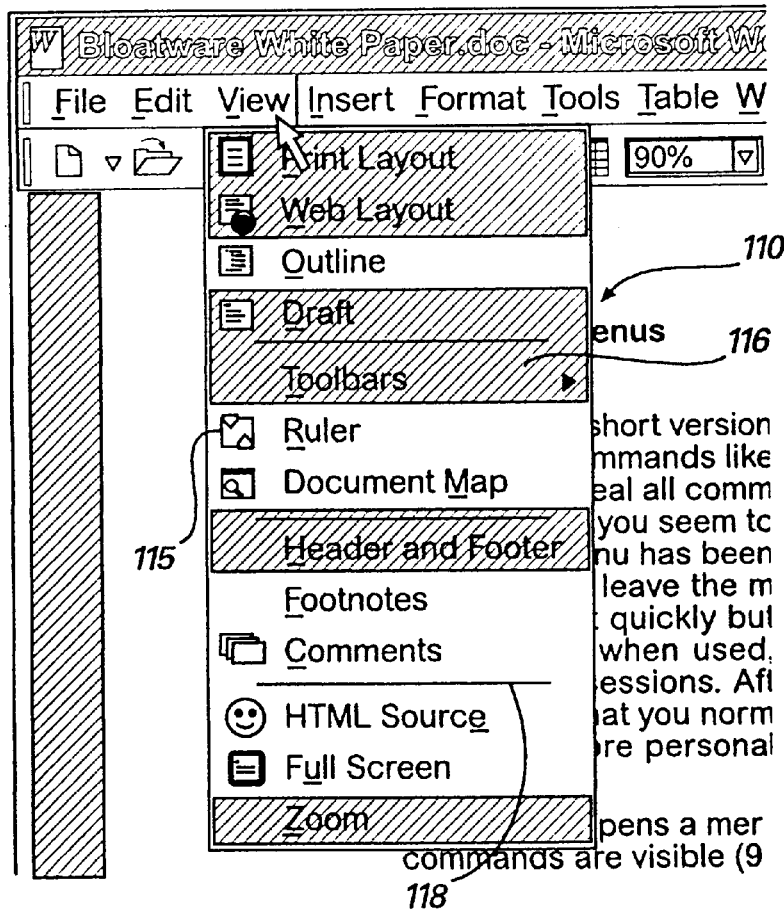 W Bloatware White Paper.doc - Microsoft W
File Edit View Insert Format Tools Table W
Print Layout 90%
Web Layout
Outline
110
Draft
enus
116
Toolbars
Ruler
short version
mmands like
Document Map
eal all comm
you seem to
115
Header and Footer
nu has been
leave the m
Footnotes
quickly but
Comments
when used,
essions. Aft
HTML Source
at you norm
re personal
Full Screen
Zoom
pens a mer
commands are visible (9
118